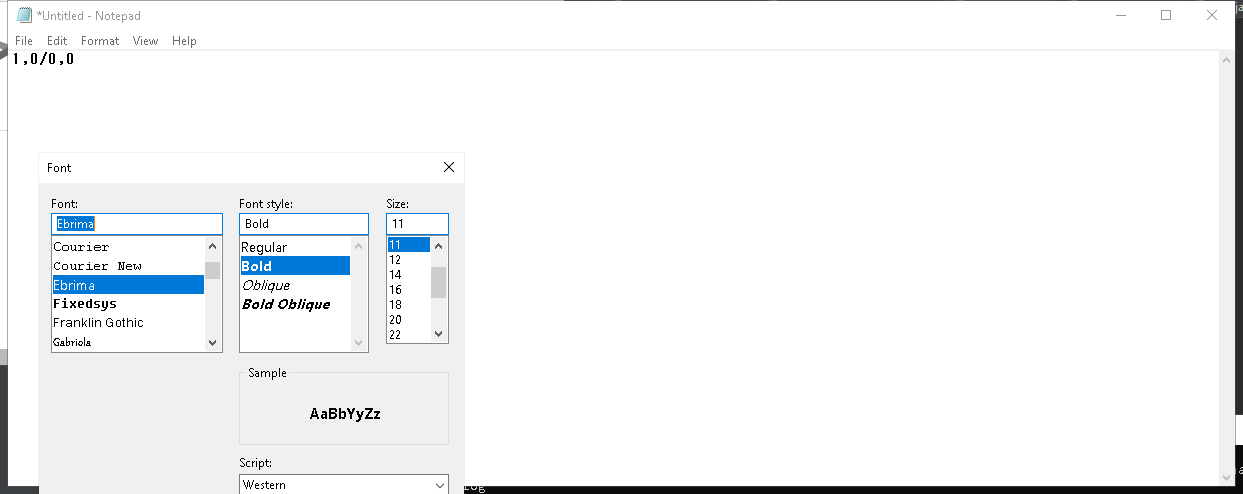 *Untitled - Notepad
File Edit Format View Help
1,0/0,0
Font
Font: Font style: Size:
Ebrima Bold 11
Courier
Courier New
Ebrima
Fixedsys
Franklin Gothic
Gabriola
Regular
Bold
Oblique
Bold Oblique
11
12
14
16
18
20
22
Sample
AaBbYyZz
Script:
Western